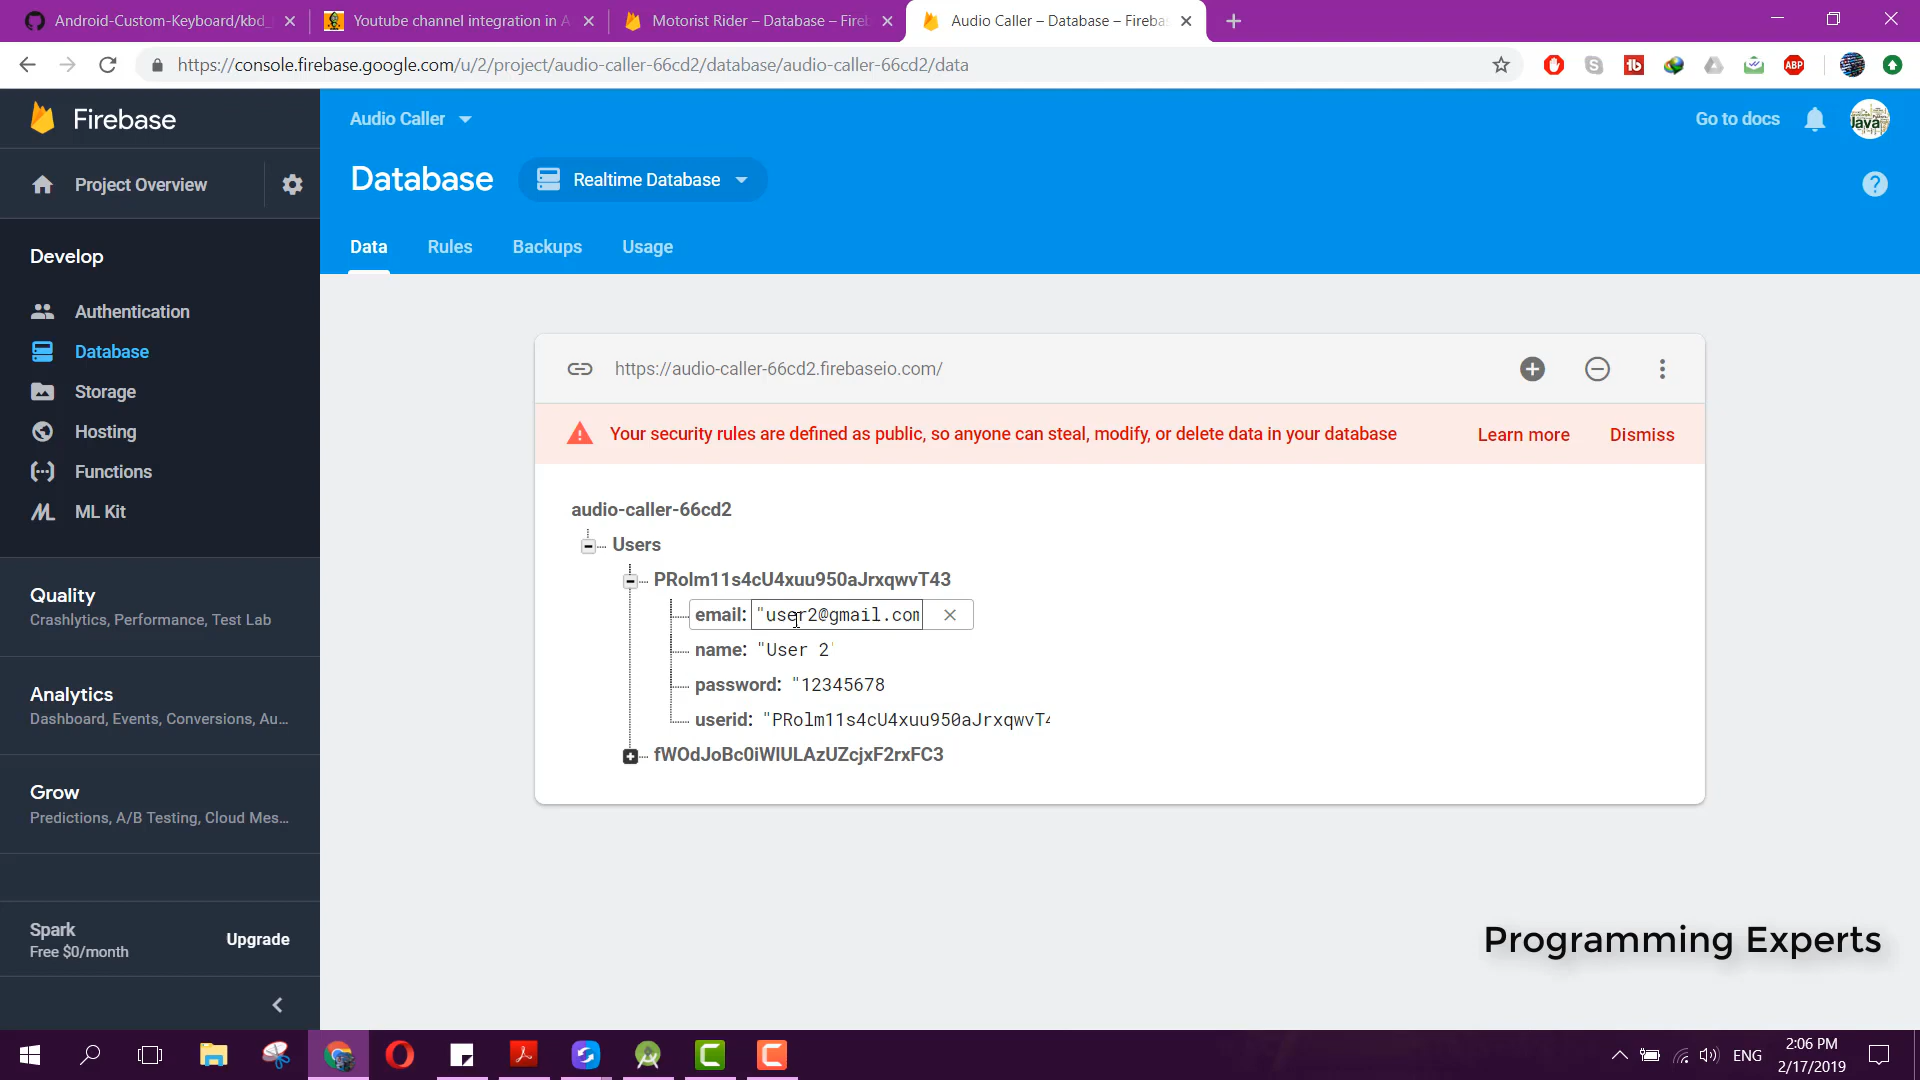 Android-Custom-Keyboard/kbd_
Youtube channel integration in A
Motorist Rider – Database – Fireb
Audio Caller – Database – Fireba
https://console.firebase.google.com/u/2/project/audio-caller-66cd2/database/audio-caller-66cd2/data
Firebase
Audio Caller
Go to docs
Java
Project Overview
Database
Realtime Database
Data
Rules
Backups
Usage
Develop
Authentication
Database
Storage
Hosting
Functions
ML Kit
Quality
Crashlytics, Performance, Test Lab
Analytics
Dashboard, Events, Conversions, Au...
Grow
Predictions, A/B Testing, Cloud Mes...
Spark
Free $0/month
Upgrade
https://audio-caller-66cd2.firebaseio.com/
Your security rules are defined as public, so anyone can steal, modify, or delete data in your database
Learn more
Dismiss
audio-caller-66cd2
Users
PRolm11s4cU4xuu950aJrxqwvT43
email: "user2@gmail.com
name: "User 2"
password: "12345678
userid: "PRolm11s4cU4xuu950aJrxqwvT4
fWOdJoBc0iWlULAzUZcjxF2rxFC3
Programming Experts
ENG
2:06 PM
2/17/2019